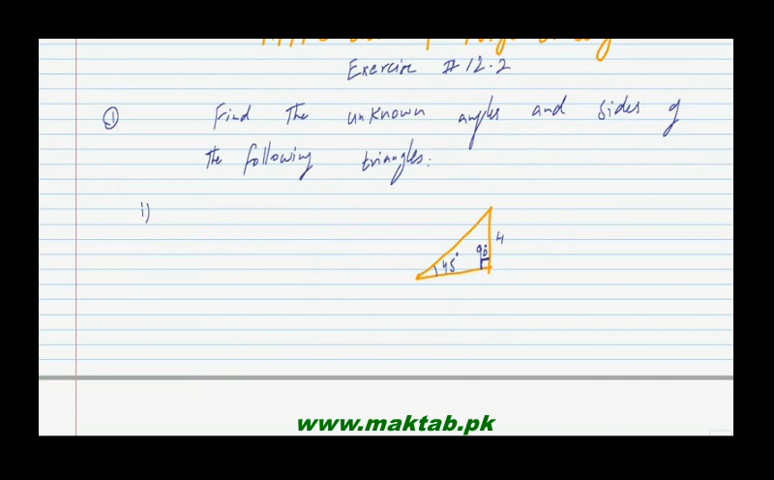 Exercise # 12.2
① Find the unknown angles and sides of
the following triangles:
i)
4
90°
45°
www.maktab.pk